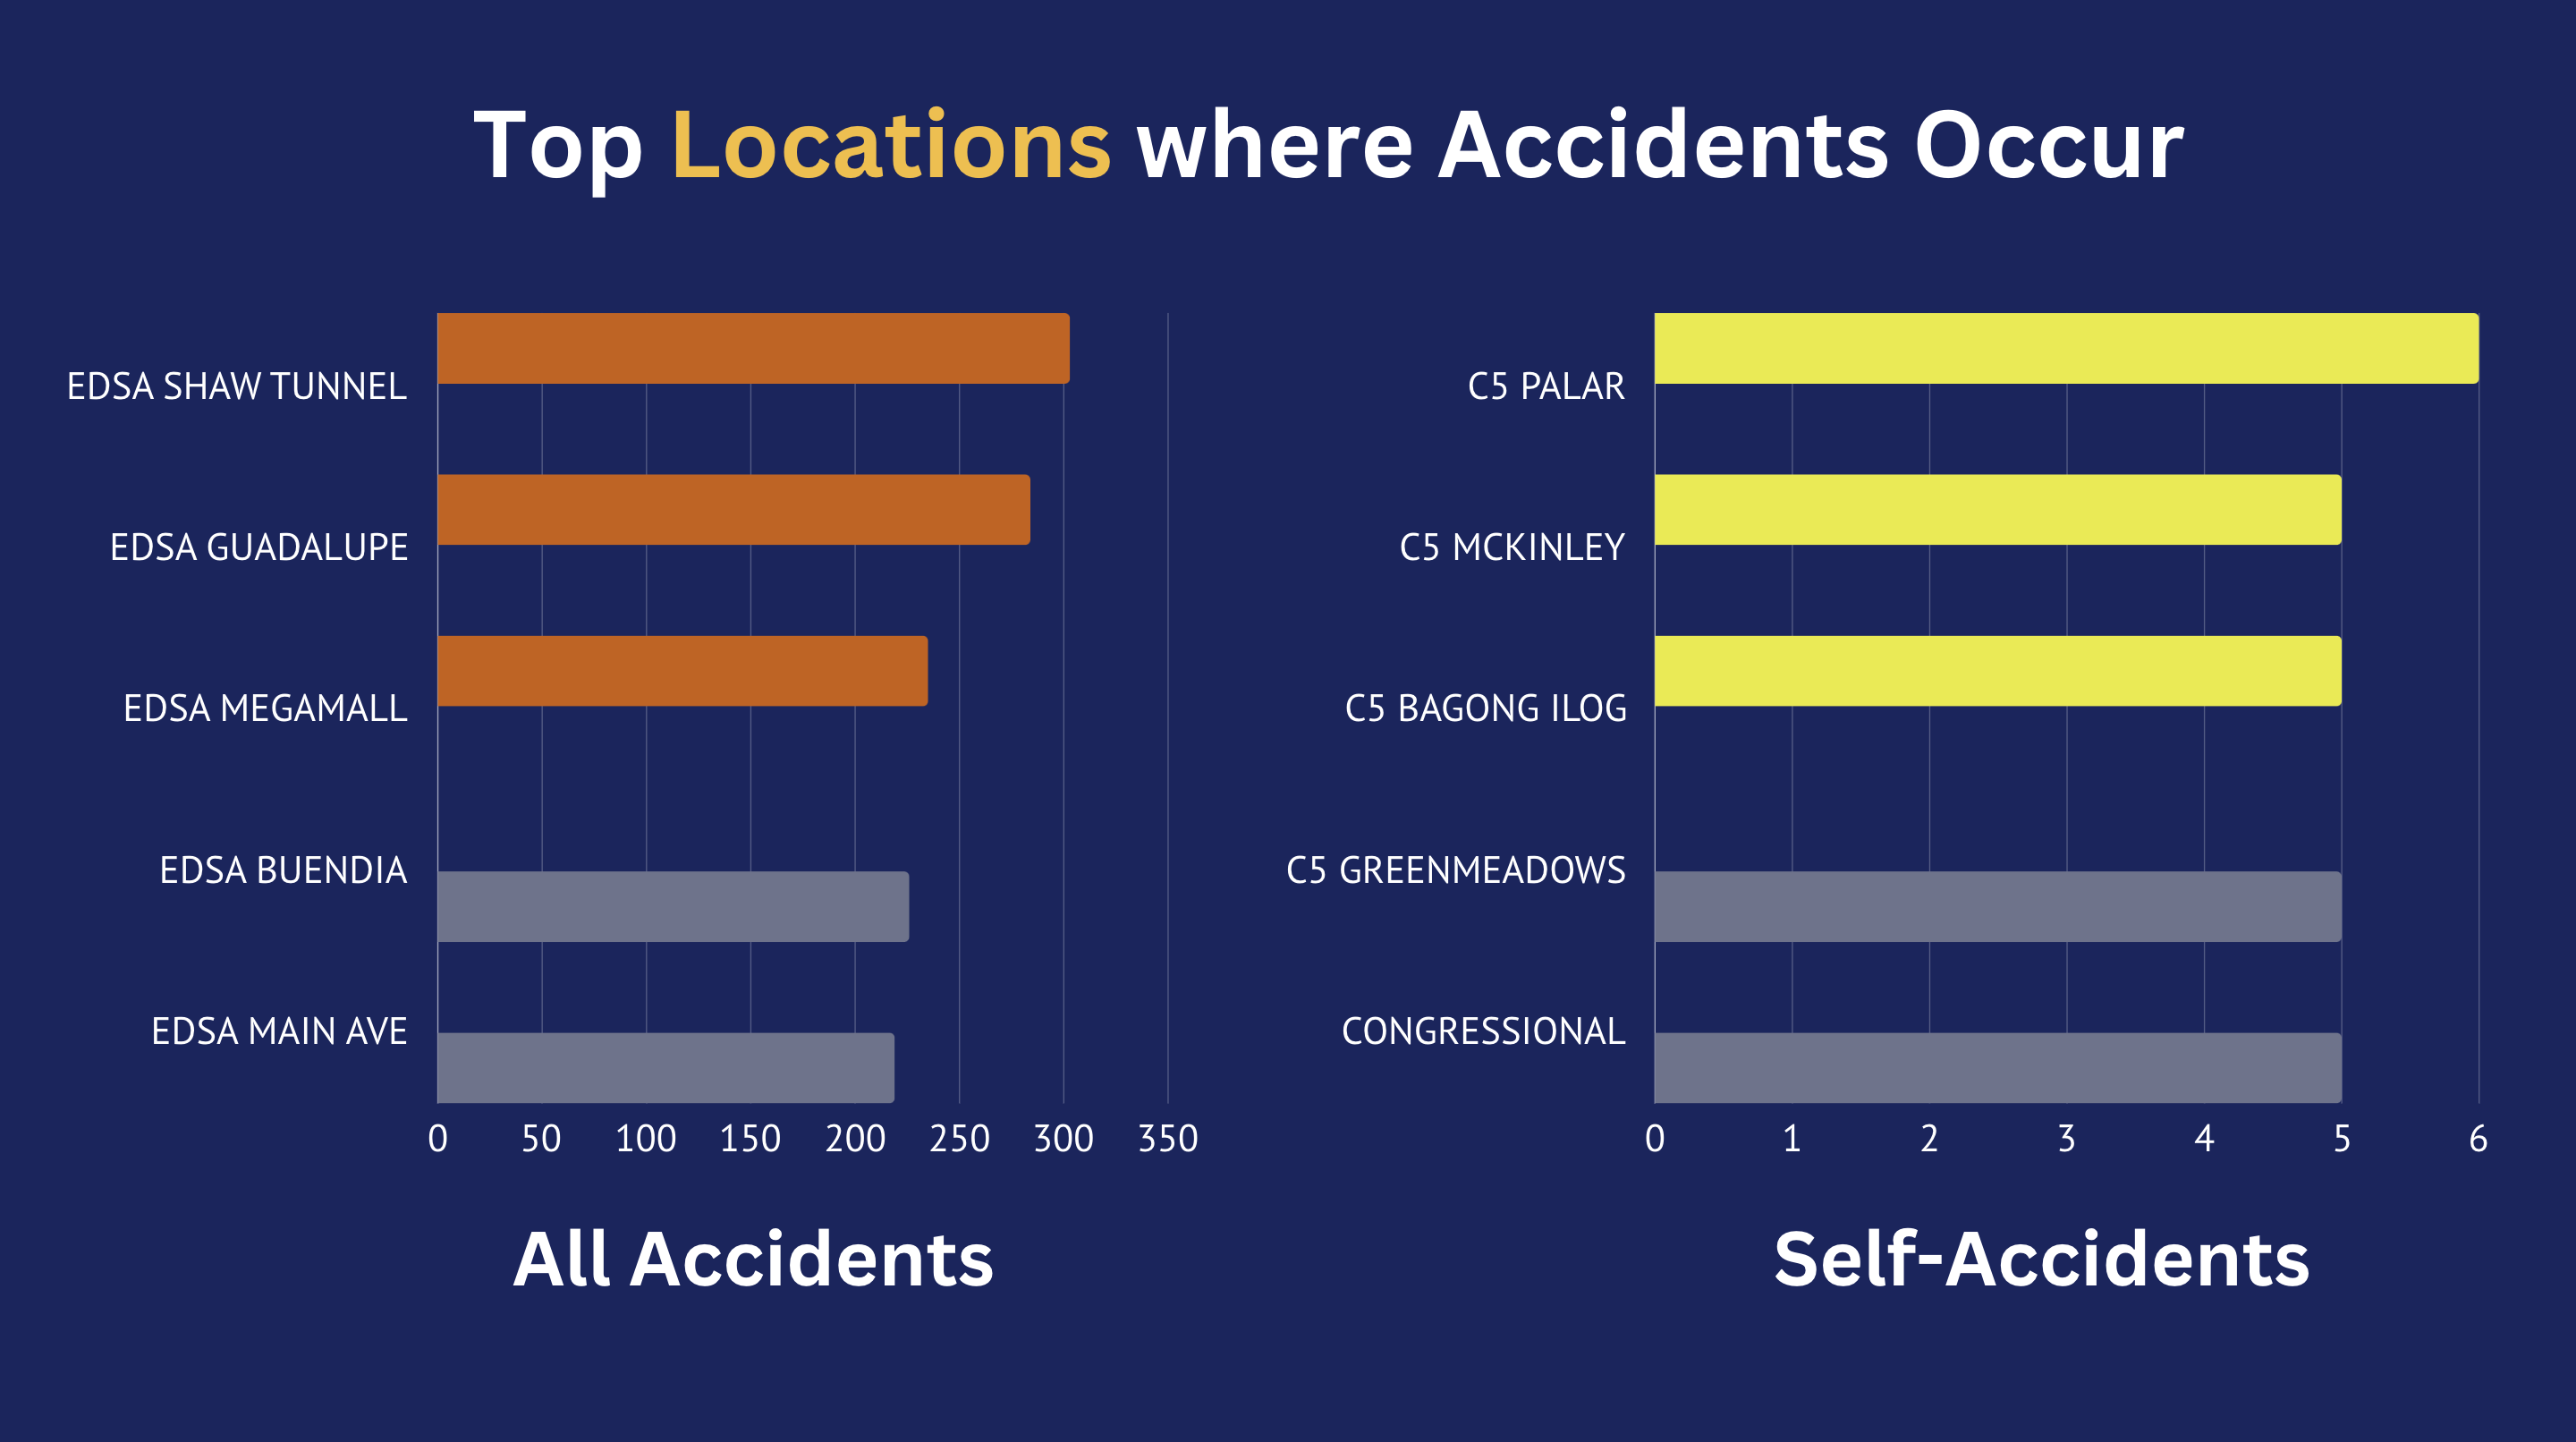 Top Locations where Accidents Occur
EDSA SHAW TUNNEL
EDSA GUADALUPE
EDSA MEGAMALL
EDSA BUENDIA
EDSA MAIN AVE
0 50 100 150 200 250 300 350
All Accidents
C5 PALAR
C5 MCKINLEY
C5 BAGONG ILOG
C5 GREENMEADOWS
CONGRESSIONAL
0 1 2 3 4 5 6
Self-Accidents